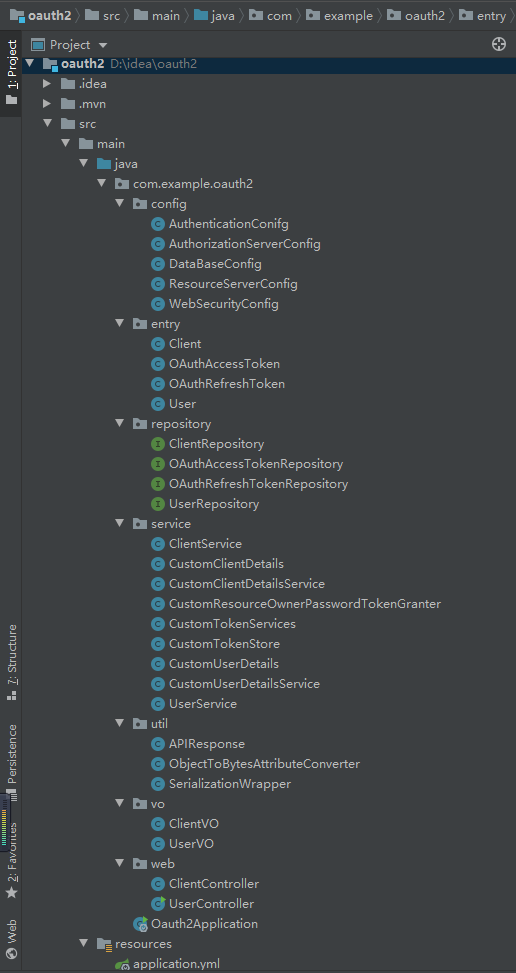 oauth2 src main java com example oauth2 entry
Project
oauth2 D:\idea\oauth2
.idea
.mvn
src
main
java
com.example.oauth2
config
AuthenticationConifg
AuthorizationServerConfig
DataBaseConfig
ResourceServerConfig
WebSecurityConfig
entry
Client
OAuthAccessToken
OAuthRefreshToken
User
repository
ClientRepository
OAuthAccessTokenRepository
OAuthRefreshTokenRepository
UserRepository
service
ClientService
CustomClientDetails
CustomClientDetailsService
CustomResourceOwnerPasswordTokenGranter
CustomTokenServices
CustomTokenStore
CustomUserDetails
CustomUserDetailsService
UserService
util
APIResponse
ObjectToBytesAttributeConverter
SerializationWrapper
vo
ClientVO
UserVO
web
ClientController
UserController
Oauth2Application
resources
application.yml
1: Project
7: Structure
Persistence
2: Favorites
Web